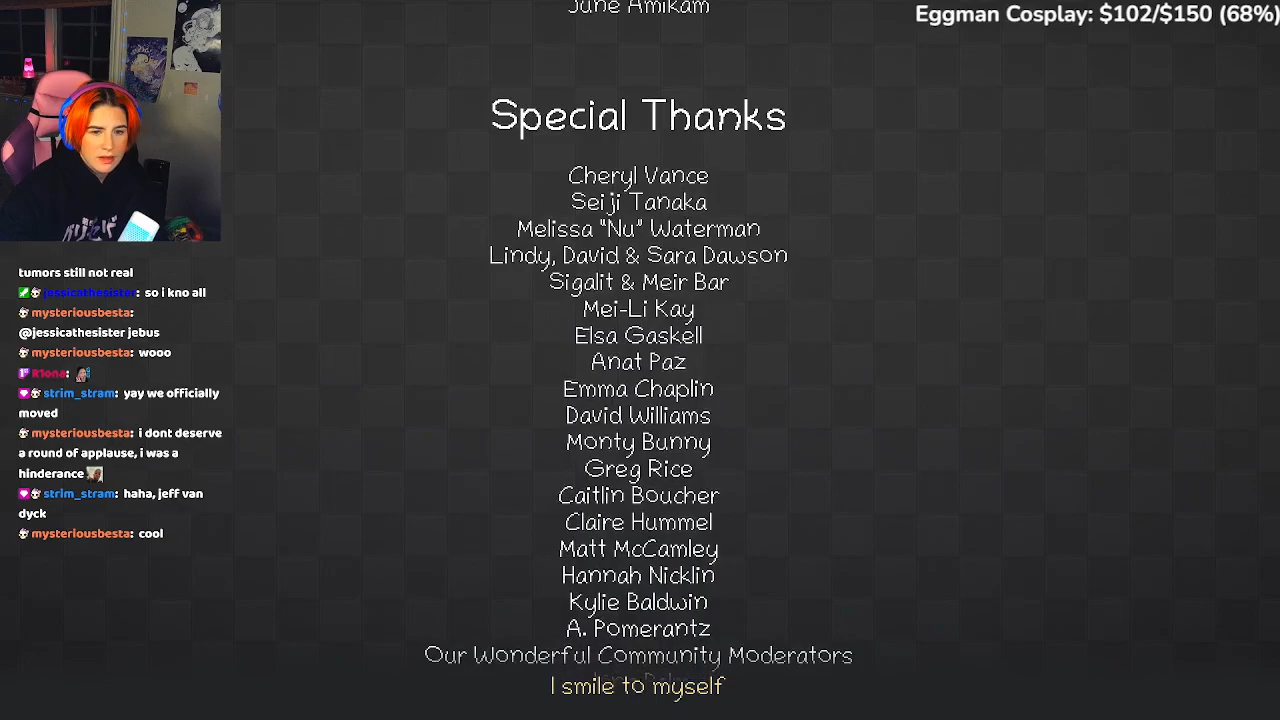 June Amikam
Eggman Cosplay: $102/$150 (68%)
Special Thanks
Cheryl Vance
Seiji Tanaka
Melissa "Nu" Waterman
Lindy, David & Sara Dawson
Sigalit & Meir Bar
Mei-Li Kay
Elsa Gaskell
Anat Paz
Emma Chaplin
David Williams
Monty Bunny
Greg Rice
Caitlin Boucher
Claire Hummel
Matt McCamley
Hannah Nicklin
Kylie Baldwin
A. Pomerantz
Our Wonderful Community Moderators
I smile to myself
tumors still not real
jessicathesister: so i kno all
mysteriousbesta:
@jessicathesister jebus
mysteriousbesta: wooo
R1ona:
strim_stram: yay we officially
moved
mysteriousbesta: i dont deserve
a round of applause, i was a
hinderance
strim_stram: haha, jeff van
dyck
mysteriousbesta: cool